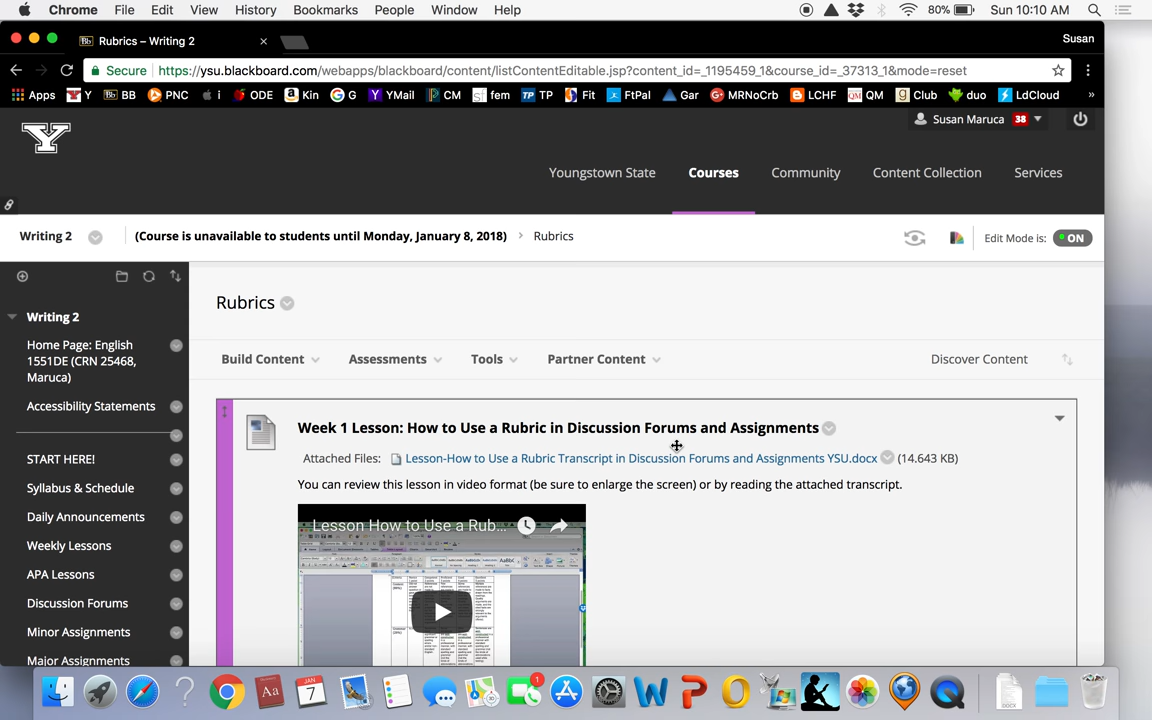 Chrome File Edit View History Bookmarks People Window Help 80% Sun 10:10 AM
Rubrics – Writing 2 Susan
Secure https://ysu.blackboard.com/webapps/blackboard/content/listContentEditable.jsp?content_id=_1195459_1&course_id=_37313_1&mode=reset
Apps Y BB PNC i ODE Kin G YMail CM fem TP Fit FtPal Gar MRNoCrb LCHF QM Club duo LdCloud »
Susan Maruca 38
Y
Youngstown State Courses Community Content Collection Services
Writing 2 (Course is unavailable to students until Monday, January 8, 2018) Rubrics Edit Mode is: ON
Writing 2
Home Page: English
1551DE (CRN 25468,
Maruca)
Accessibility Statements
START HERE!
Syllabus & Schedule
Daily Announcements
Weekly Lessons
APA Lessons
Discussion Forums
Minor Assignments
Major Assignments
Rubrics
Build Content Assessments Tools Partner Content Discover Content
Week 1 Lesson: How to Use a Rubric in Discussion Forums and Assignments
Attached Files: Lesson-How to Use a Rubric Transcript in Discussion Forums and Assignments YSU.docx (14.643 KB)
You can review this lesson in video format (be sure to enlarge the screen) or by reading the attached transcript.
Lesson How to Use a Rub...
JAN
7
1
DOCX